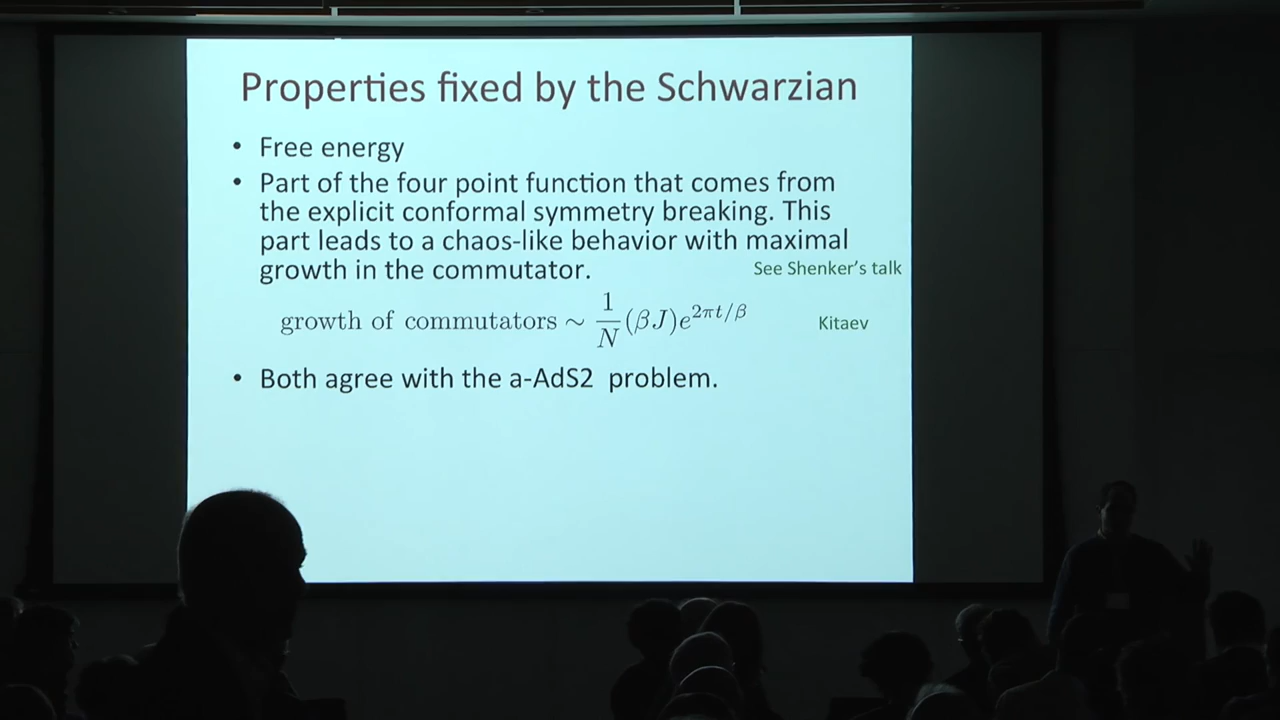 Properties fixed by the Schwarzian
• Free energy
• Part of the four point function that comes from
the explicit conformal symmetry breaking. This
part leads to a chaos-like behavior with maximal
growth in the commutator.
See Shenker's talk
growth of commutators ~ \frac{1}{N}(βJ)e^{2πt/β}
Kitaev
• Both agree with the a-AdS2 problem.